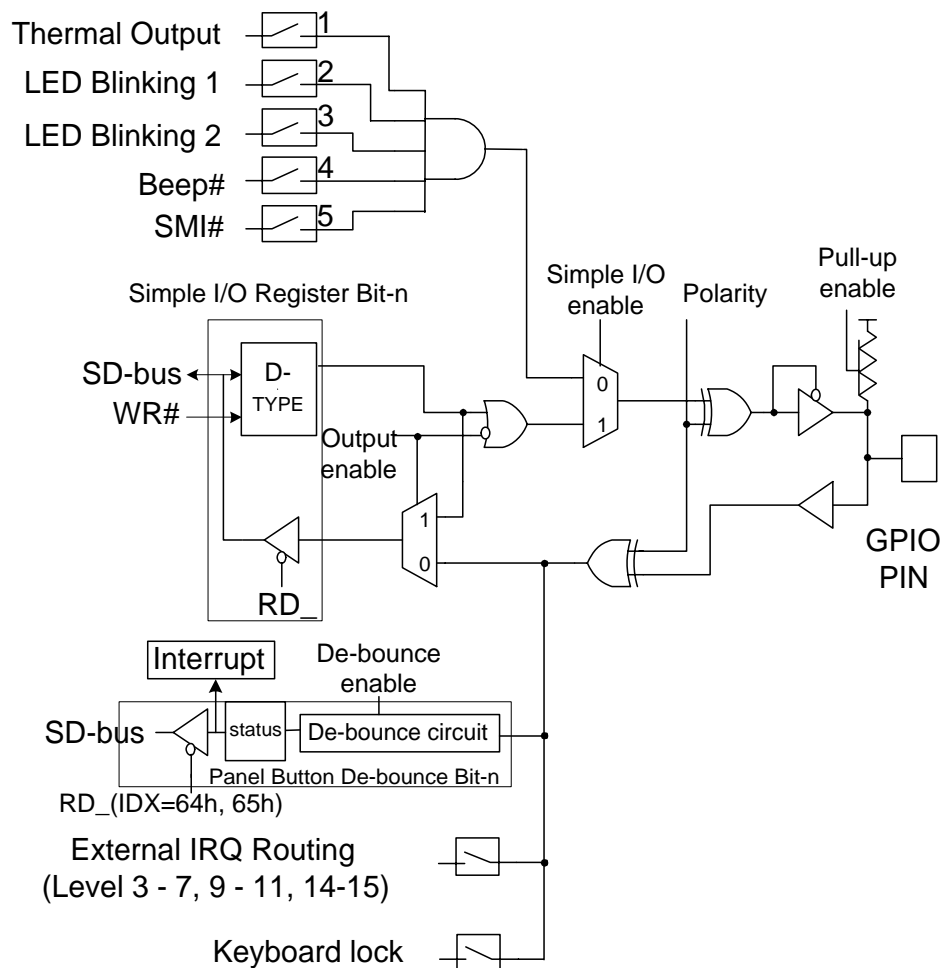 Thermal Output
1
LED Blinking 1
2
LED Blinking 2
3
Beep#
4
SMI#
5
Simple I/O Register Bit-n
Simple I/O
enable
Polarity
Pull-up
enable
SD-bus
WR#
D-
TYPE
0
1
Output
enable
1
0
RD_
GPIO
PIN
Interrupt
De-bounce
enable
SD-bus
status
De-bounce circuit
Panel Button De-bounce Bit-n
RD_(IDX=64h, 65h)
External IRQ Routing
(Level 3 - 7, 9 - 11, 14-15)
Keyboard lock